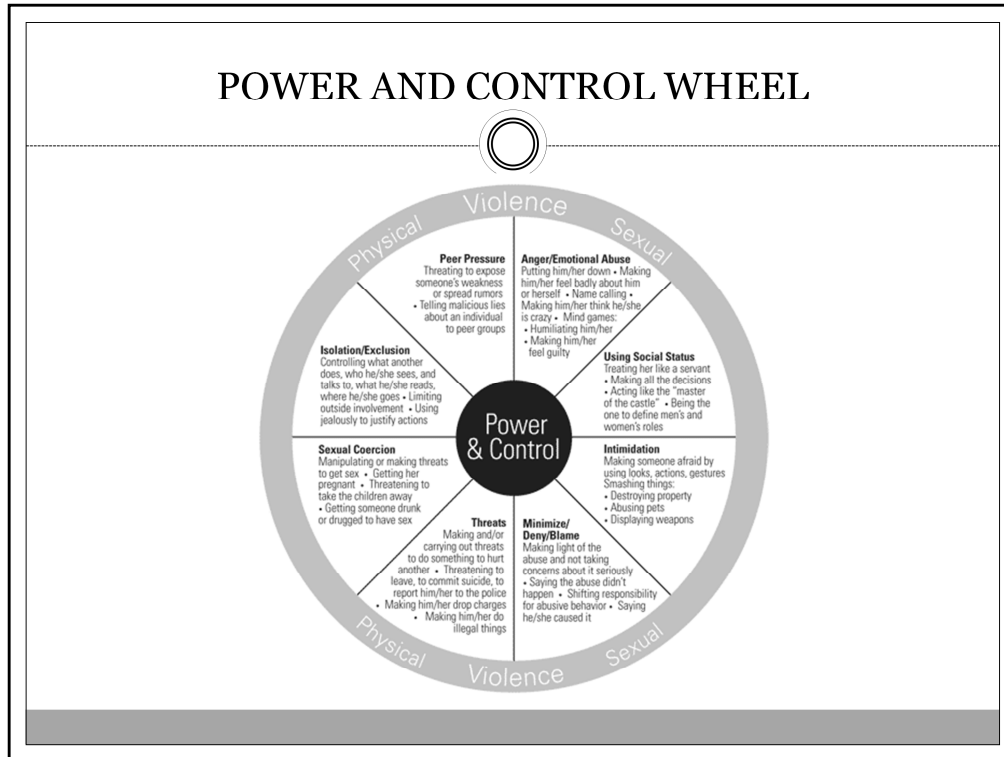 POWER AND CONTROL WHEEL
Physical
Violence
Sexual
Peer Pressure
Threating to expose
someone's weakness
or spread rumors
• Telling malicious lies
about an individual
to peer groups
Anger/Emotional Abuse
Putting him/her down • Making
him/her feel badly about him
or herself • Name calling •
Making him/her think he/she
is crazy • Mind games:
• Humiliating him/her
• Making him/her
feel guilty
Isolation/Exclusion
Controlling what another
does, who he/she sees, and
talks to, what he/she reads,
where he/she goes • Limiting
outside involvement • Using
jealously to justify actions
Using Social Status
Treating her like a servant
• Making all the decisions
• Acting like the "master
of the castle" • Being the
one to define men's and
women's roles
Power
& Control
Sexual Coercion
Manipulating or making threats
to get sex • Getting her
pregnant • Threatening to
take the children away
• Getting someone drunk
or drugged to have sex
Intimidation
Making someone afraid by
using looks, actions, gestures
Smashing things:
• Destroying property
• Abusing pets
• Displaying weapons
Threats
Making and/or
carrying out threats
to do something to hurt
another • Threatening to
leave, to commit suicide, to
report him/her to the police
• Making him/her drop charges
• Making him/her do
illegal things
Minimize/
Deny/Blame
Making light of the
abuse and not taking
concerns about it seriously
• Saying the abuse didn't
happen • Shifting responsibility
for abusive behavior • Saying
he/she caused it
Physical
Violence
Sexual